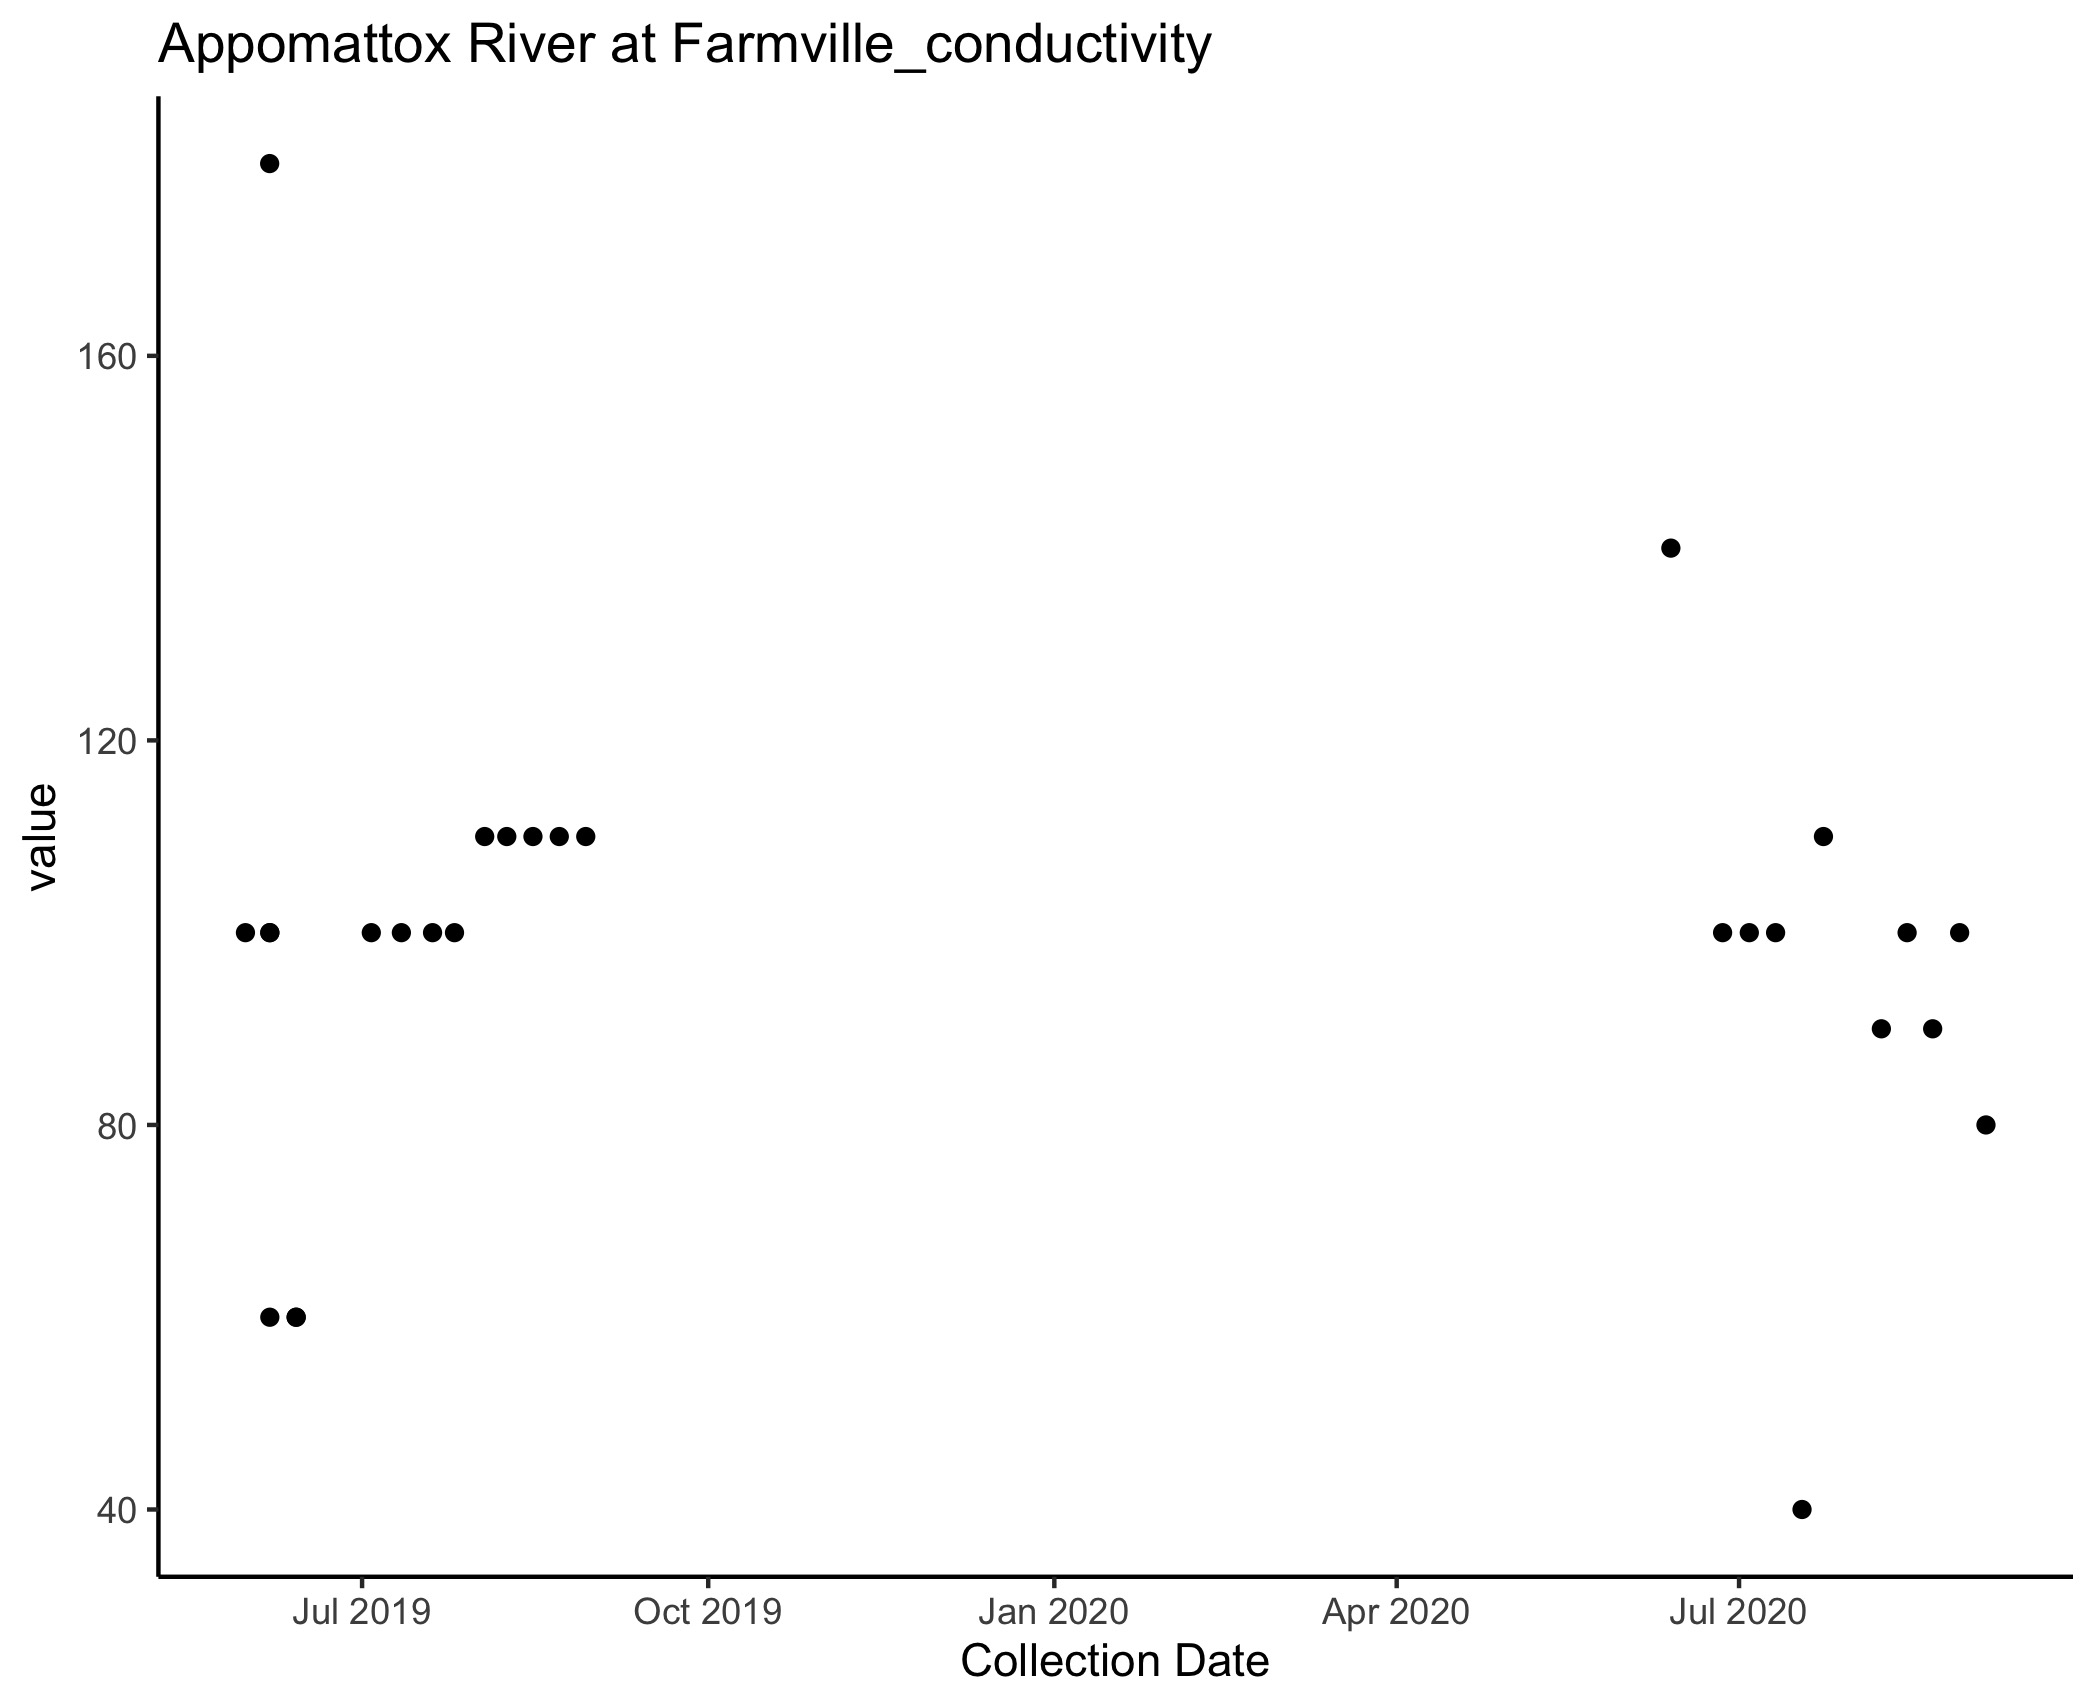 Appomattox River at Farmville_conductivity
value
160
120
80
40
Jul 2019
Oct 2019
Jan 2020
Apr 2020
Jul 2020
Collection Date